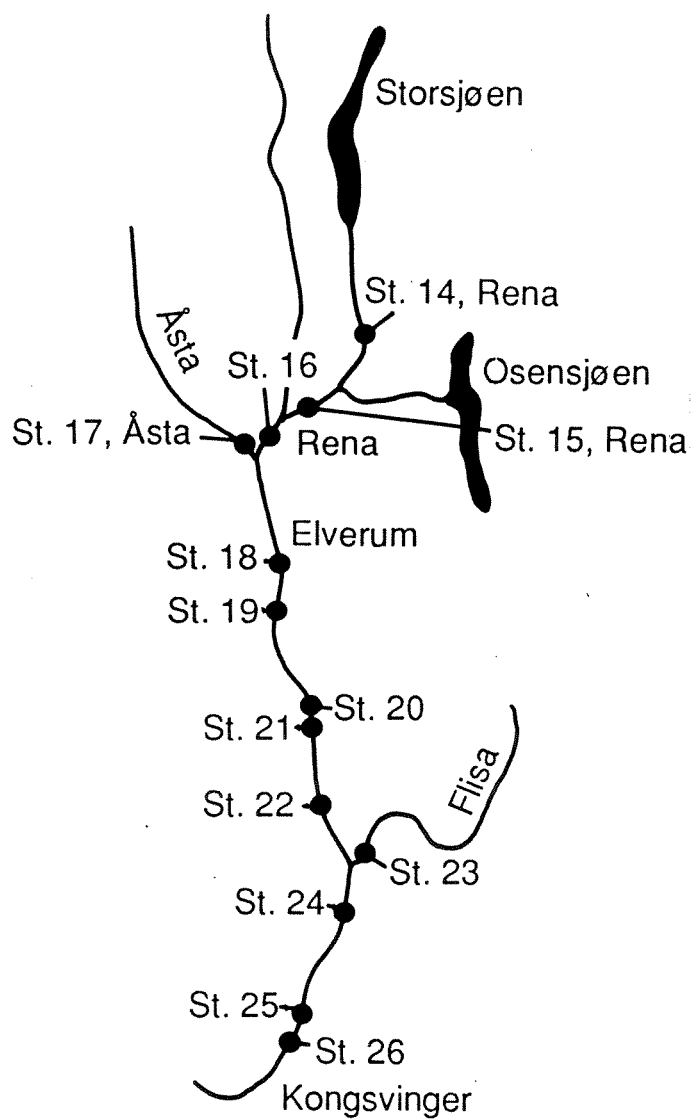 Storsjøen
St. 14, Rena
Åsta
St. 16
Osensjøen
St. 17, Åsta
Rena
St. 15, Rena
Elverum
St. 18
St. 19
St. 20
St. 21
Flisa
St. 22
St. 23
St. 24
St. 25
St. 26
Kongsvinger